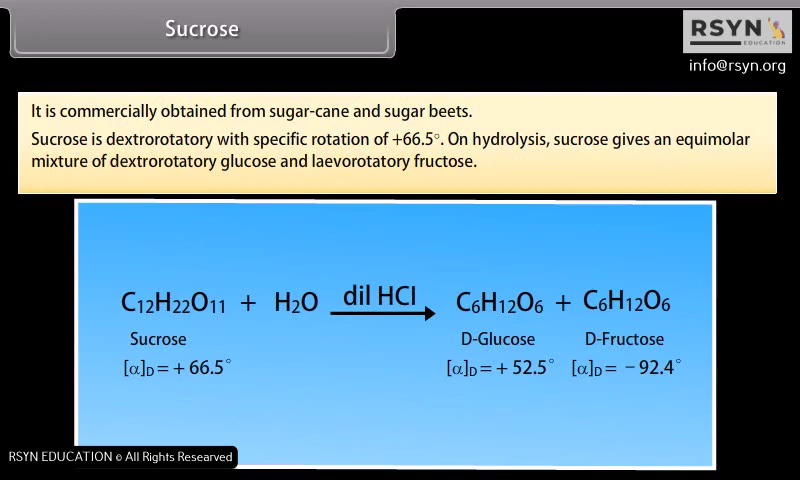 Sucrose
RSYN
EDUCATION
info@rsyn.org
It is commercially obtained from sugar-cane and sugar beets.
Sucrose is dextrorotatory with specific rotation of +66.5°. On hydrolysis, sucrose gives an equimolar
mixture of dextrorotatory glucose and laevorotatory fructose.
C₁₂H₂₂O₁₁ + H₂O dil HCl C₆H₁₂O₆ + C₆H₁₂O₆
Sucrose D-Glucose D-Fructose
[α]D = + 66.5° [α]D = + 52.5° [α]D = − 92.4°
RSYN EDUCATION © All Rights Researved